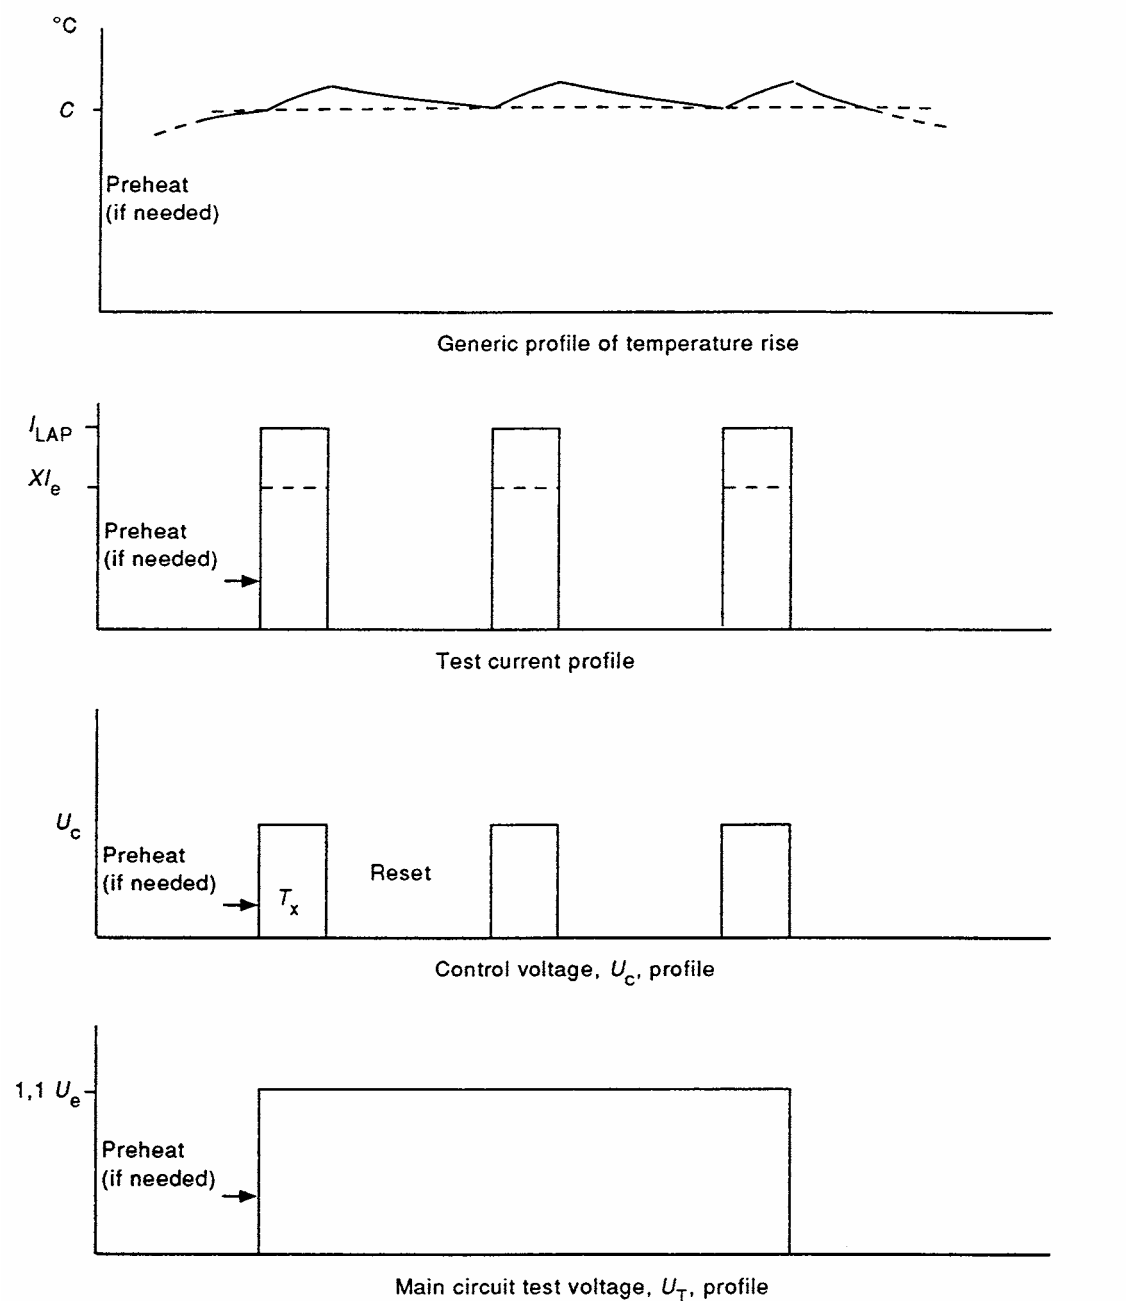 °C
C
Preheat
(if needed)
Generic profile of temperature rise
I_LAP
XI_e
Preheat
(if needed)
Test current profile
U_c
Preheat
(if needed)
T_x
Reset
Control voltage, U_c, profile
1,1 U_e
Preheat
(if needed)
Main circuit test voltage, U_T, profile